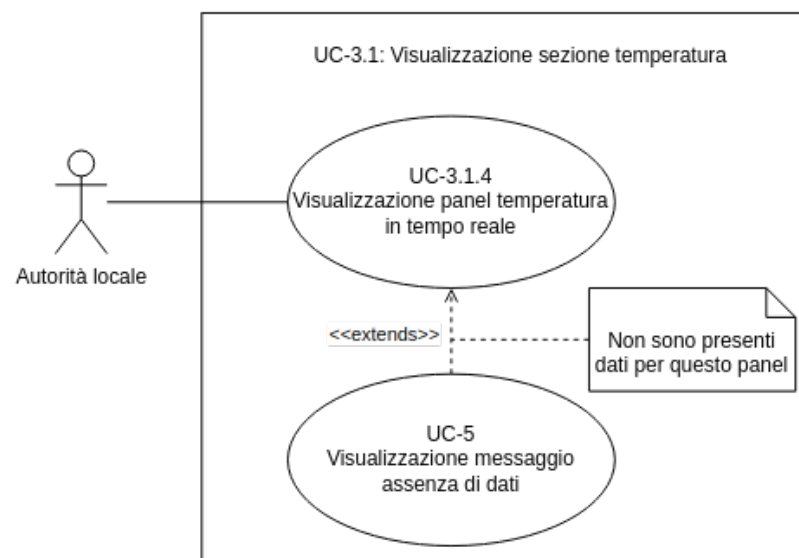 UC-3.1: Visualizzazione sezione temperatura
UC-3.1.4
Visualizzazione panel temperatura
in tempo reale
Autorità locale
<<extends>>
Non sono presenti
dati per questo panel
UC-5
Visualizzazione messaggio
assenza di dati